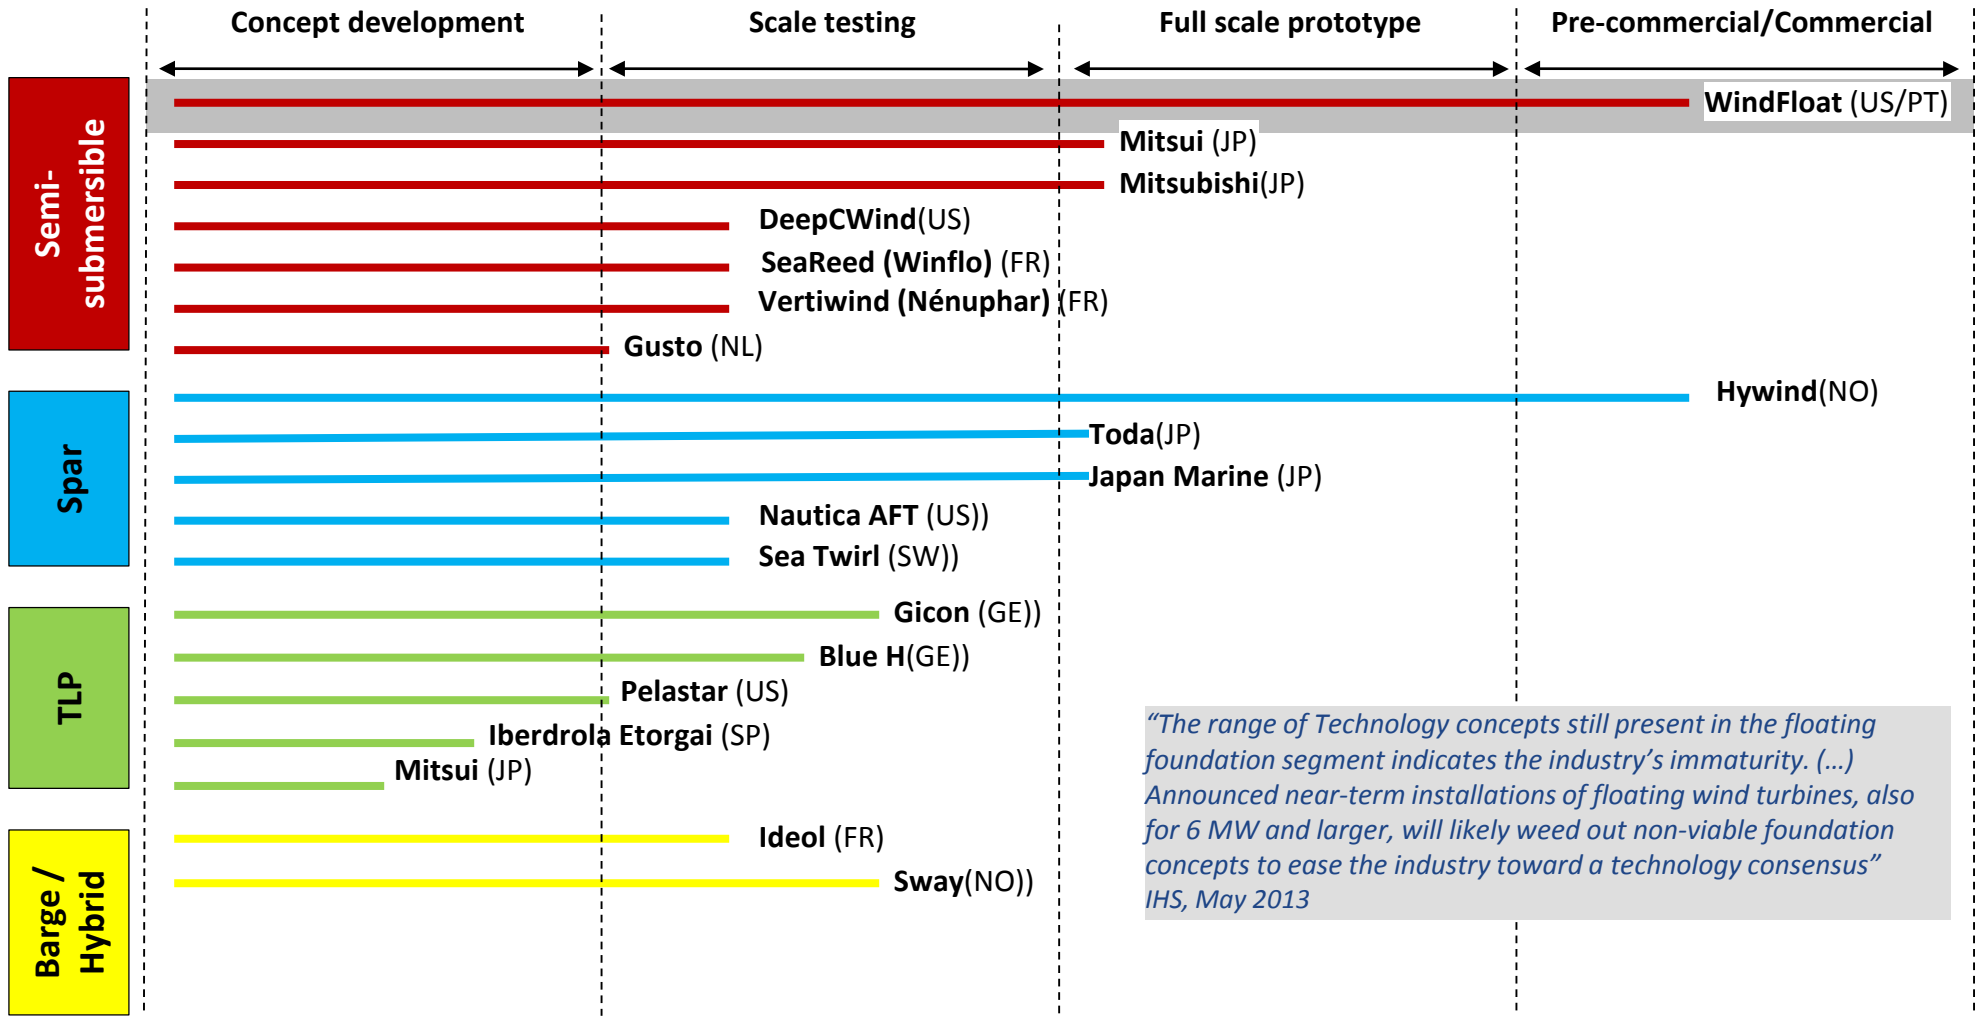 Concept development
Scale testing
Full scale prototype
Pre-commercial/Commercial
Semi-
submersible
WindFloat (US/PT)
Mitsui (JP)
Mitsubishi(JP)
DeepCWind(US)
SeaReed (Winflo) (FR)
Vertiwind (Nénuphar) (FR)
Gusto (NL)
Spar
Hywind(NO)
Toda(JP)
Japan Marine (JP)
Nautica AFT (US))
Sea Twirl (SW))
TLP
Gicon (GE))
Blue H(GE))
Pelastar (US)
Iberdrola Etorgai (SP)
Mitsui (JP)
Barge /
Hybrid
Ideol (FR)
Sway(NO))
“The range of Technology concepts still present in the floating
foundation segment indicates the industry’s immaturity. (…)
Announced near-term installations of floating wind turbines, also
for 6 MW and larger, will likely weed out non-viable foundation
concepts to ease the industry toward a technology consensus”
IHS, May 2013